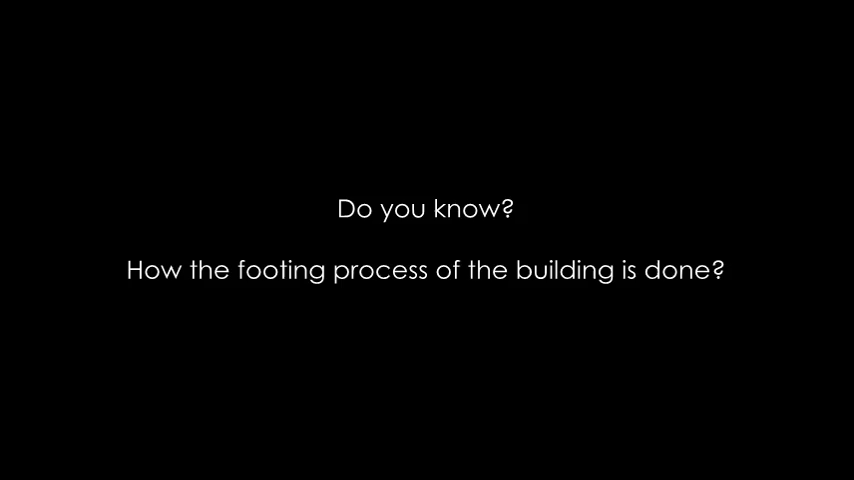 Do you know?
How the footing process of the building is done?